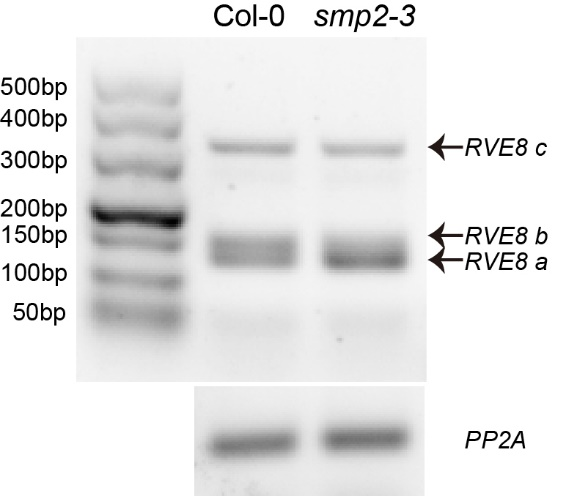 Col-0 smp2-3
500bp
400bp
300bp
200bp
150bp
100bp
50bp
RVE8 c
RVE8 b
RVE8 a
PP2A